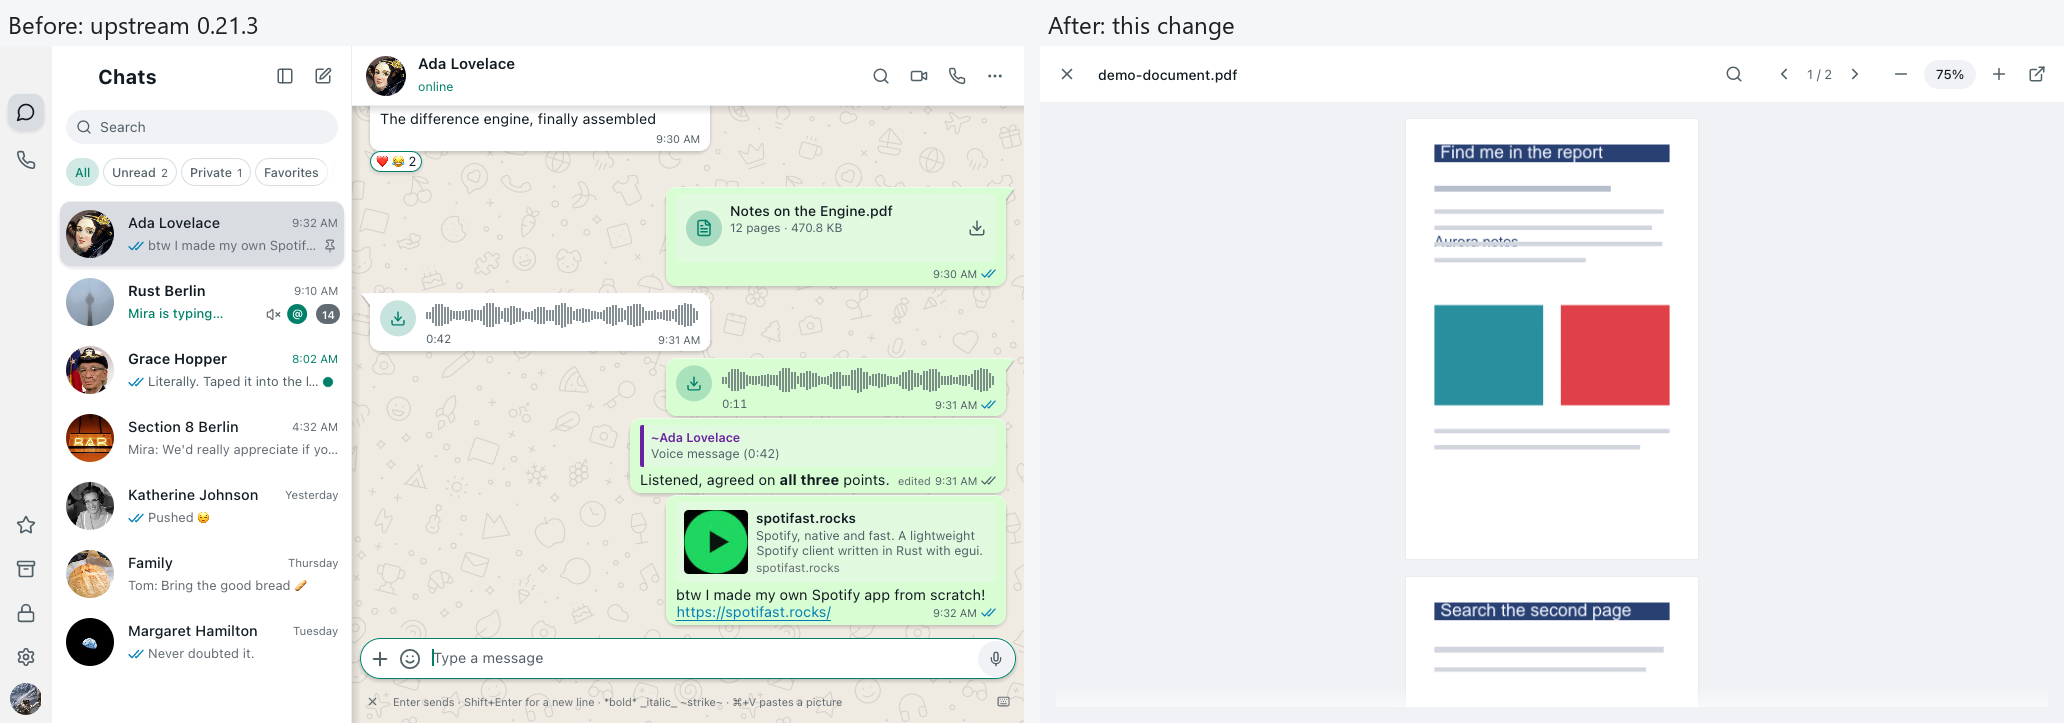 Before: upstream 0.21.3
Chats
Search
All
Unread 2
Private 1
Favorites
Ada Lovelace
9:32 AM
btw I made my own Spotif...
Rust Berlin
9:10 AM
Mira is typing...
@
14
Grace Hopper
8:02 AM
Literally. Taped it into the l...
Section 8 Berlin
4:32 AM
Mira: We'd really appreciate if yo...
Katherine Johnson
Yesterday
Pushed 😄
Family
Thursday
Tom: Bring the good bread 🥖
Margaret Hamilton
Tuesday
Never doubted it.
Ada Lovelace
online
The difference engine, finally assembled
9:30 AM
❤️ 😂 2
Notes on the Engine.pdf
12 pages · 470.8 KB
9:30 AM
0:42
9:31 AM
0:11
9:31 AM
~Ada Lovelace
Voice message (0:42)
Listened, agreed on all three points.
edited 9:31 AM
spotifast.rocks
Spotify, native and fast. A lightweight
Spotify client written in Rust with egui.
spotifast.rocks
btw I made my own Spotify app from scratch!
https://spotifast.rocks/
9:32 AM
Type a message
Enter sends · Shift+Enter for a new line · *bold* _italic_ ~strike~ · ⌘+V pastes a picture
After: this change
demo-document.pdf
1 / 2
75%
Find me in the report
Aurora notes
Search the second page
BAR